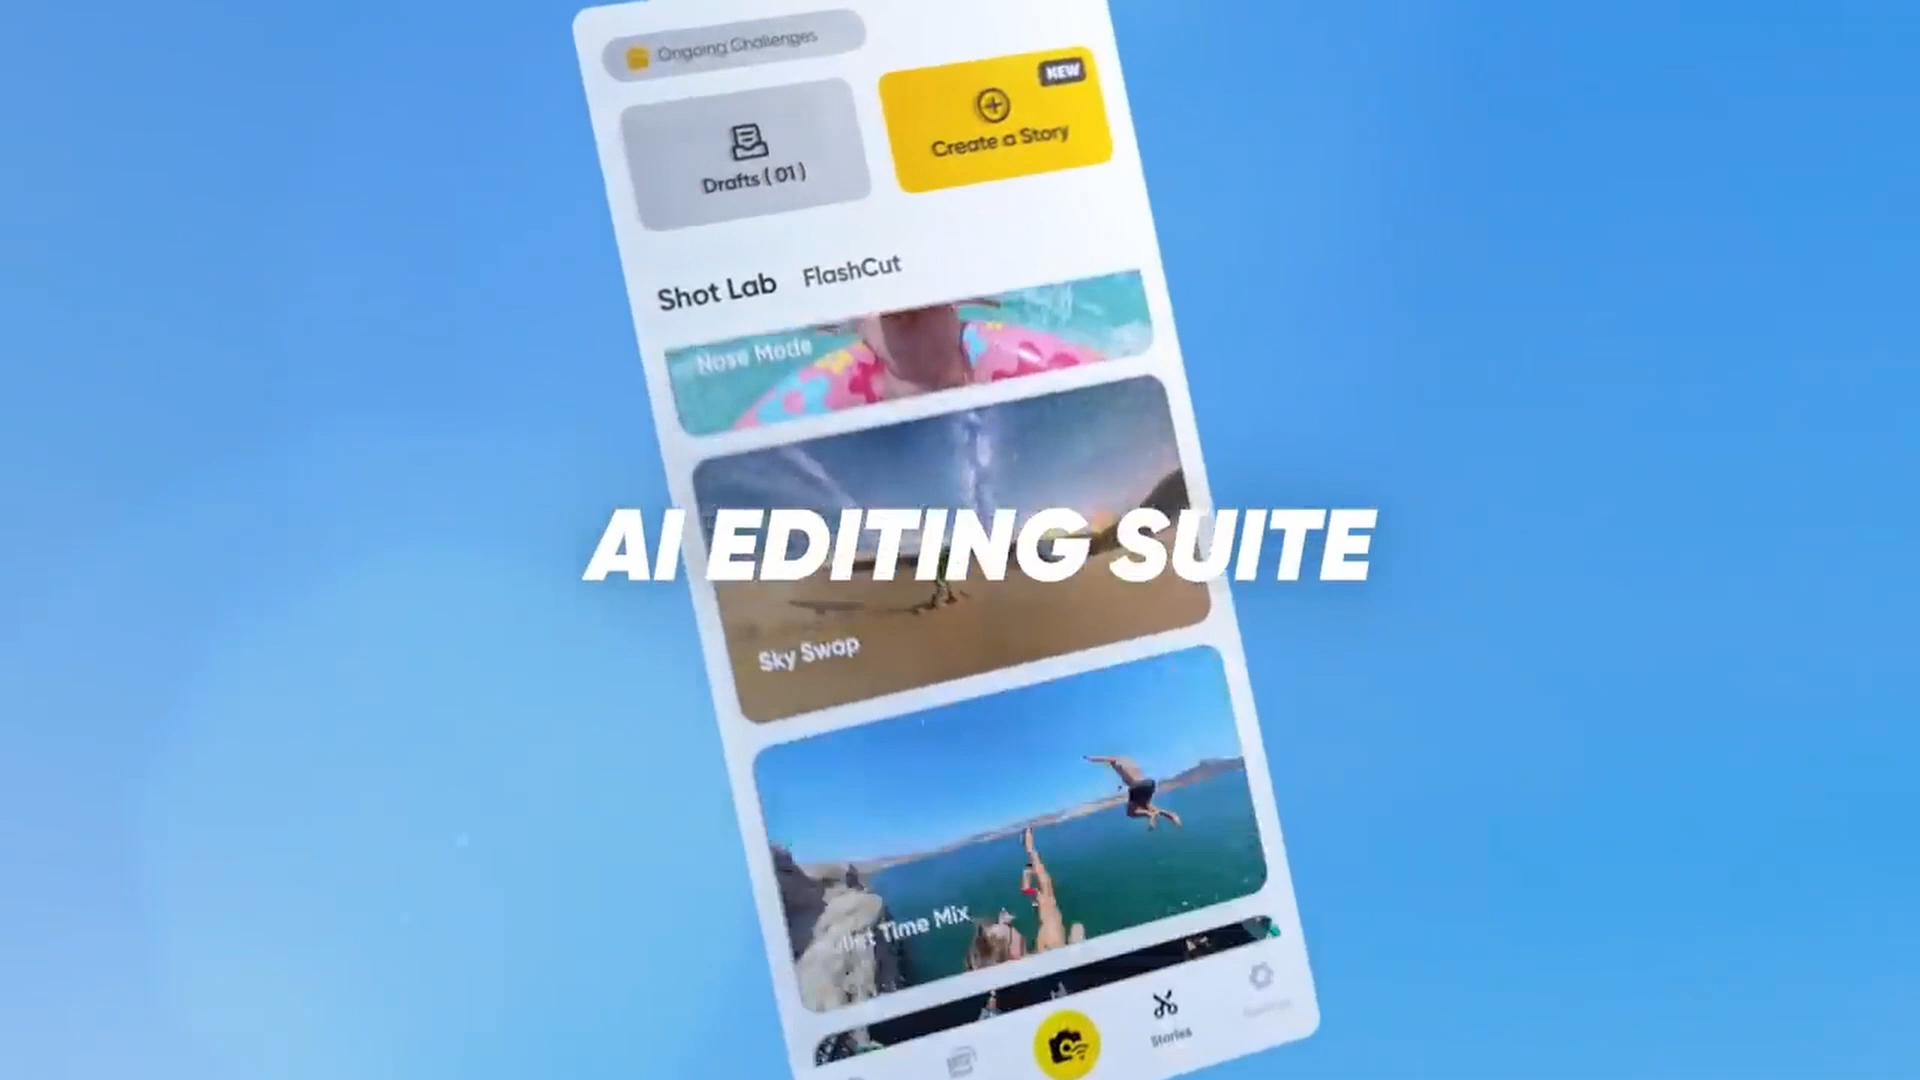 Ongoing Challenges
NEW
Create a Story
Drafts ( 01 )
Shot Lab
FlashCut
Nose Mode
AI EDITING SUITE
Sky Swap
Time Mix
Stories